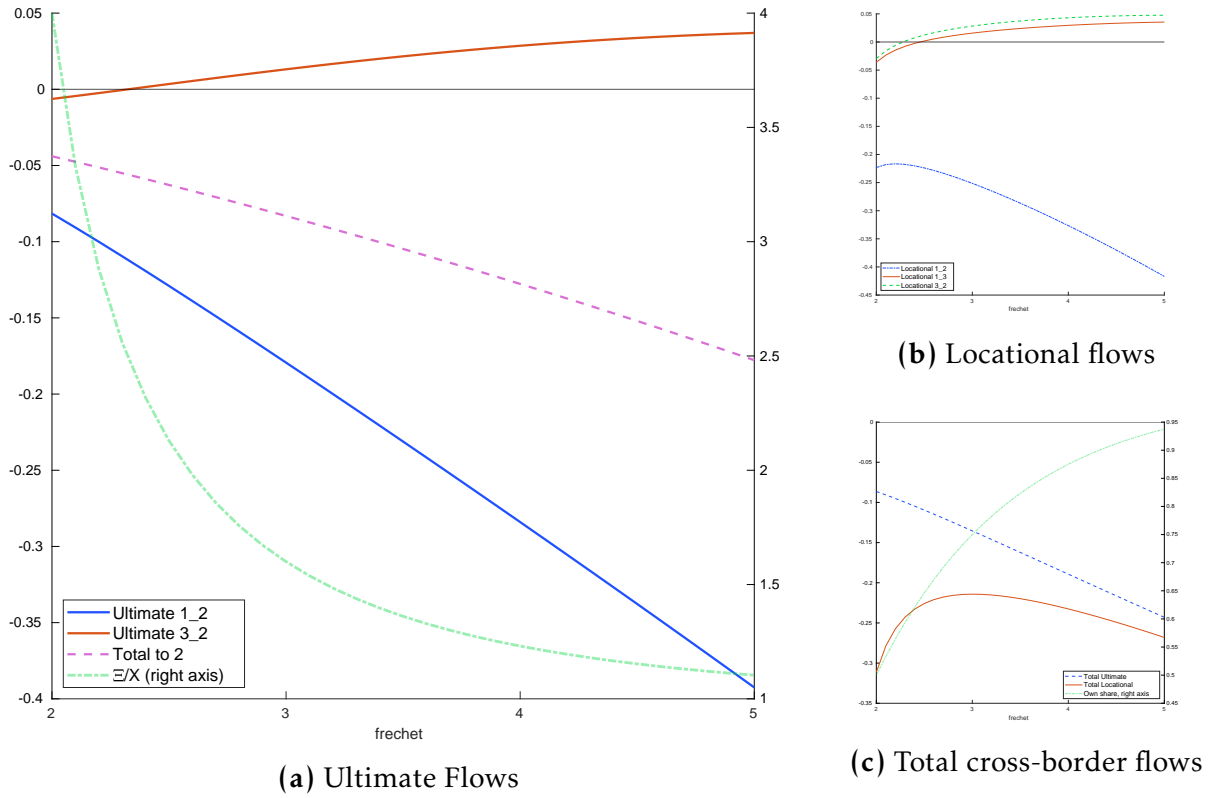 0.05
0
-0.05
-0.1
-0.15
-0.2
-0.25
-0.3
-0.35
-0.4
4
3.5
3
2.5
2
1.5
1
2 3 4 5
frechet
Ultimate 1_2
Ultimate 3_2
Total to 2
Ξ/X (right axis)
(a) Ultimate Flows
0.05
0
-0.05
-0.1
-0.15
-0.2
-0.25
-0.3
-0.35
-0.4
-0.45
2 3 4 5
frechet
Locational 1_2
Locational 1_3
Locational 3_2
(b) Locational flows
0
-0.05
-0.1
-0.15
-0.2
-0.25
-0.3
-0.35
0.95
0.9
0.85
0.8
0.75
0.7
0.65
0.6
0.55
0.5
0.45
2 3 4 5
frechet
Total Ultimate
Total Locational
Own share, right axis
(c) Total cross-border flows